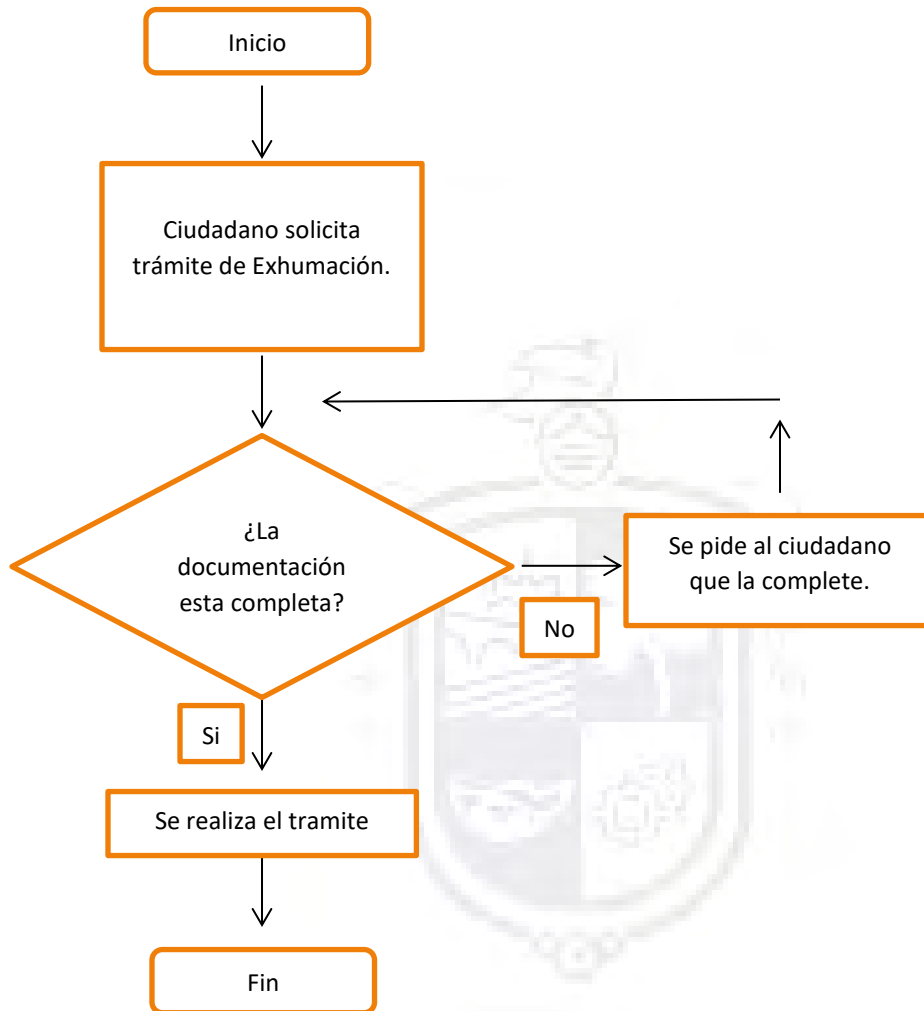 Inicio
Ciudadano solicita
trámite de Exhumación.
¿La
documentación
esta completa?
Se pide al ciudadano
que la complete.
No
Si
Se realiza el tramite
Fin